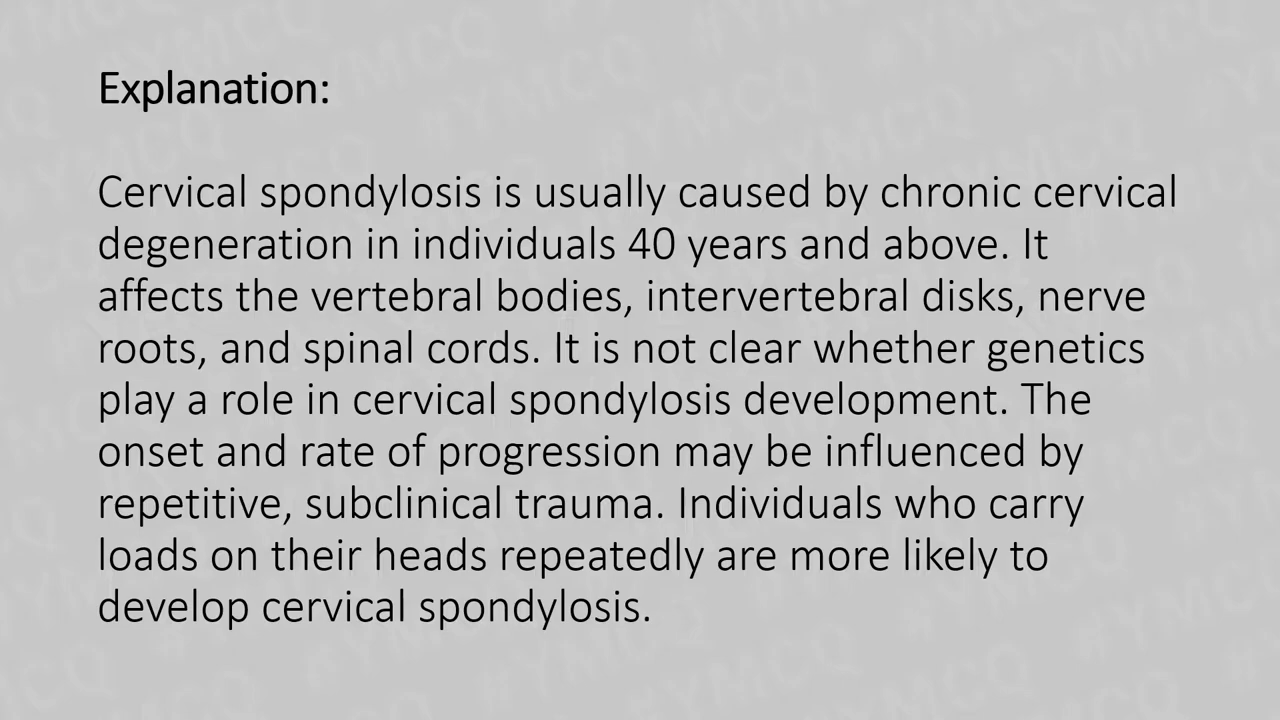 Explanation:
Cervical spondylosis is usually caused by chronic cervical
degeneration in individuals 40 years and above. It
affects the vertebral bodies, intervertebral disks, nerve
roots, and spinal cords. It is not clear whether genetics
play a role in cervical spondylosis development. The
onset and rate of progression may be influenced by
repetitive, subclinical trauma. Individuals who carry
loads on their heads repeatedly are more likely to
develop cervical spondylosis.